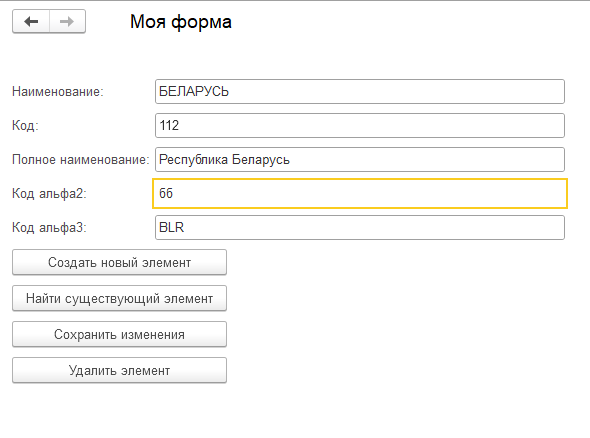 Моя форма
Наименование: БЕЛАРУСЬ
Код: 112
Полное наименование: Республика Беларусь
Код альфа2: 66
Код альфа3: BLR
Создать новый элемент
Найти существующий элемент
Сохранить изменения
Удалить элемент